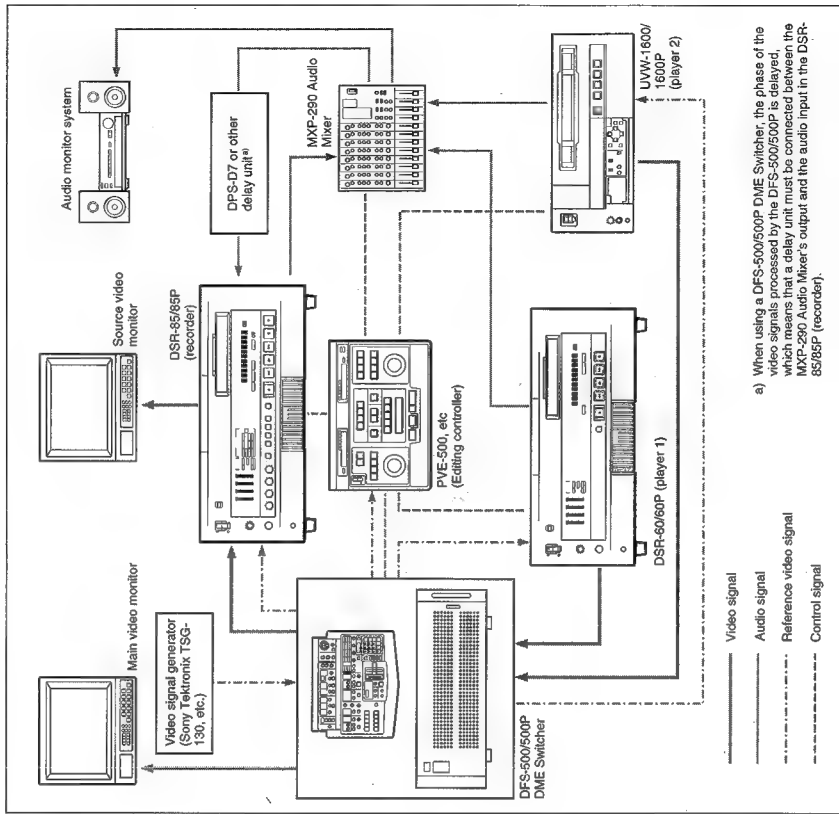 Main video monitor
Source video
monitor
Audio monitor system
Video signal generator
(Sony Tektronix TSG-
130, etc.)
DSR-85/85P
(recorder)
DPS-D7 or other
delay unit a)
MXP-290 Audio
Mixer
PVE-500, etc
(Editing controller)
DFS-500/500P
DME Switcher
DSR-60/60P (player 1)
UVW-1600/
1600P
(player 2)
Video signal
Audio signal
Reference video signal
Control signal
a) When using a DFS-500/500P DME Switcher, the phase of the
video signals processed by the DFS-500/500P is delayed,
which means that a delay unit must be connected between the
MXP-290 Audio Mixer's output and the audio input in the DSR-
85/85P (recorder).